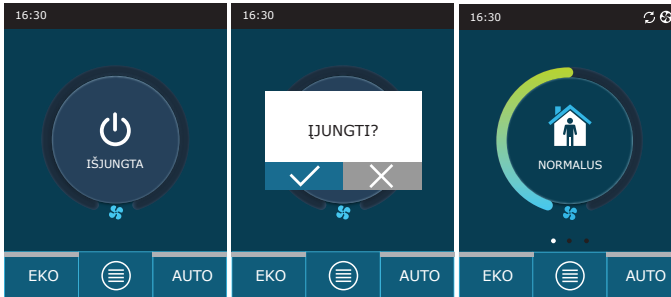 16:30
IŠJUNGTA
EKO AUTO
16:30
ĮJUNGTI?
EKO AUTO
16:30
NORMALUS
EKO AUTO